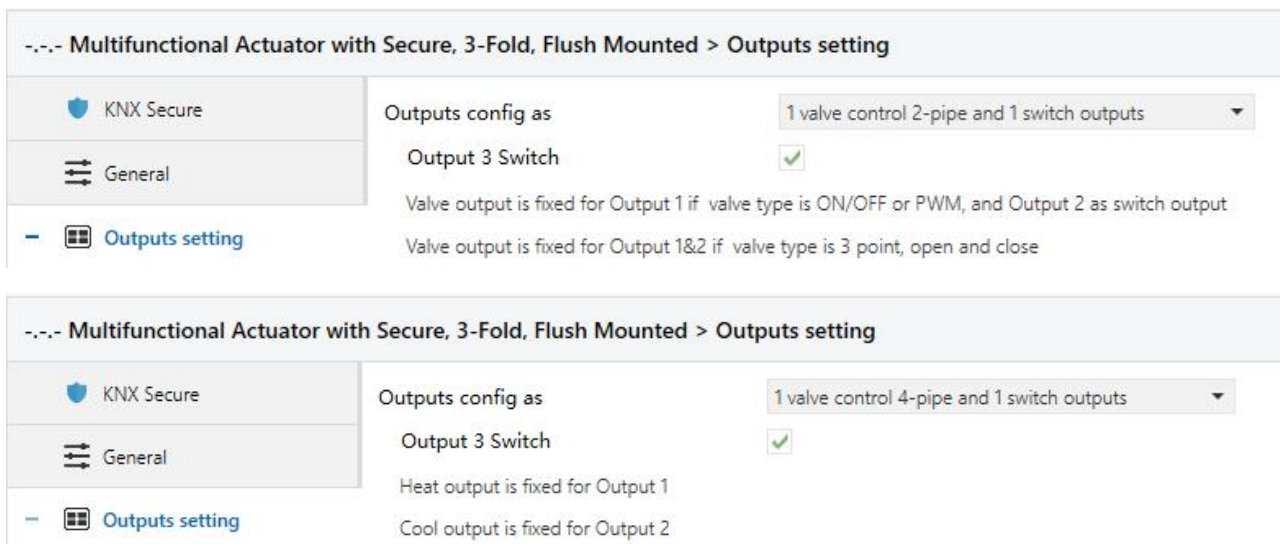 -.-.- Multifunctional Actuator with Secure, 3-Fold, Flush Mounted > Outputs setting
KNX Secure
Outputs config as
1 valve control 2-pipe and 1 switch outputs
General
Output 3 Switch
Valve output is fixed for Output 1 if valve type is ON/OFF or PWM, and Output 2 as switch output
Outputs setting
Valve output is fixed for Output 1&2 if valve type is 3 point, open and close
-.-.- Multifunctional Actuator with Secure, 3-Fold, Flush Mounted > Outputs setting
KNX Secure
Outputs config as
1 valve control 4-pipe and 1 switch outputs
General
Output 3 Switch
Heat output is fixed for Output 1
Outputs setting
Cool output is fixed for Output 2